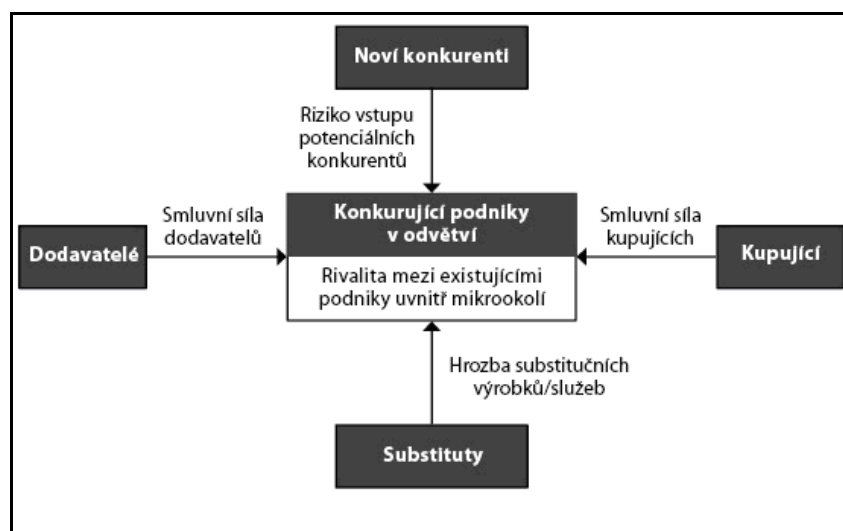 Noví konkurenti
Riziko vstupu
potenciálních
konkurentů
Smluvní síla
dodavatelů
Dodavatelé
Konkurující podniky
v odvětví
Rivalita mezi existujícími
podniky uvnitř mikrookolí
Smluvní síla
kupujících
Kupující
Hrozba substitučních
výrobků/služeb
Substituty